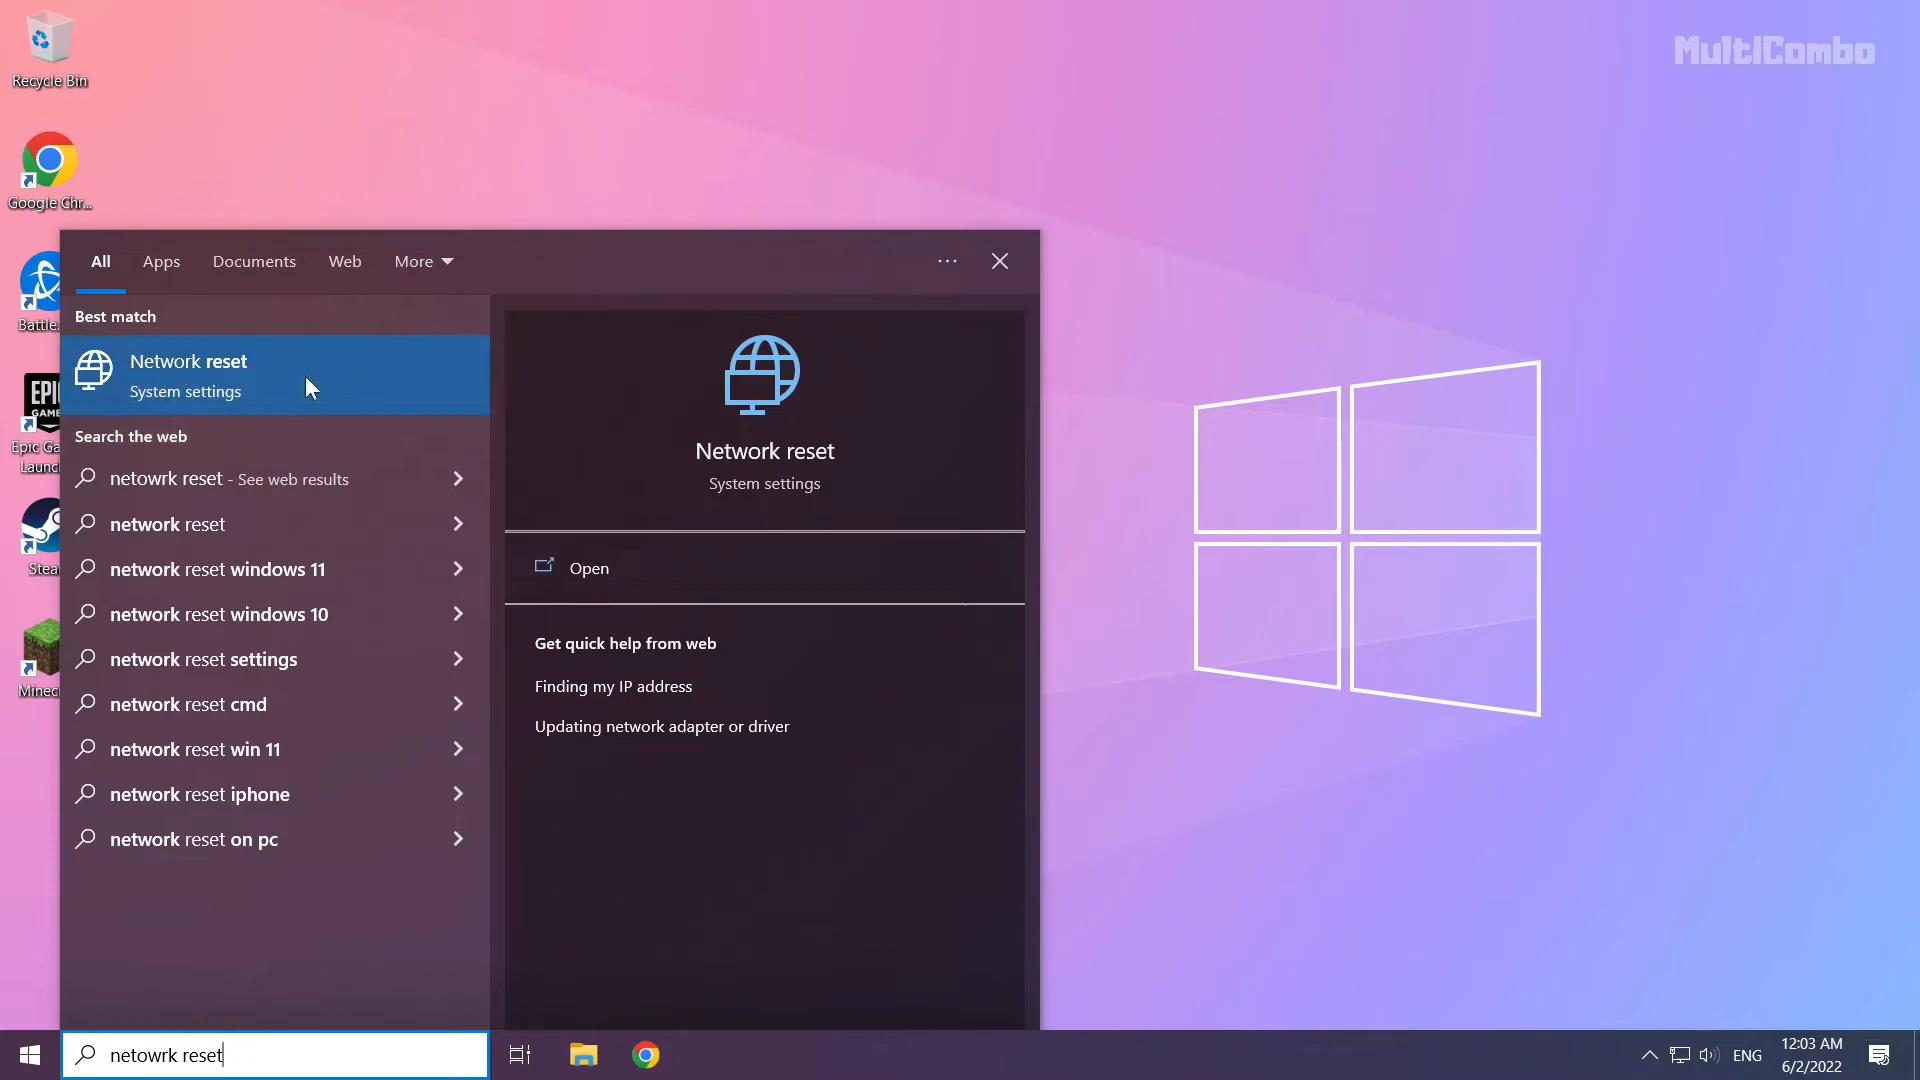 MultiCombo
Recycle Bin
Google Chr...
Battle.
EPIC
GAM
Epic Ga
Launc
Stea
Minec
All
Apps
Documents
Web
More
Best match
Network reset
System settings
Search the web
netowrk reset - See web results
network reset
network reset windows 11
network reset windows 10
network reset settings
network reset cmd
network reset win 11
network reset iphone
network reset on pc
Network reset
System settings
Open
Get quick help from web
Finding my IP address
Updating network adapter or driver
netowrk reset
ENG
12:03 AM
6/2/2022